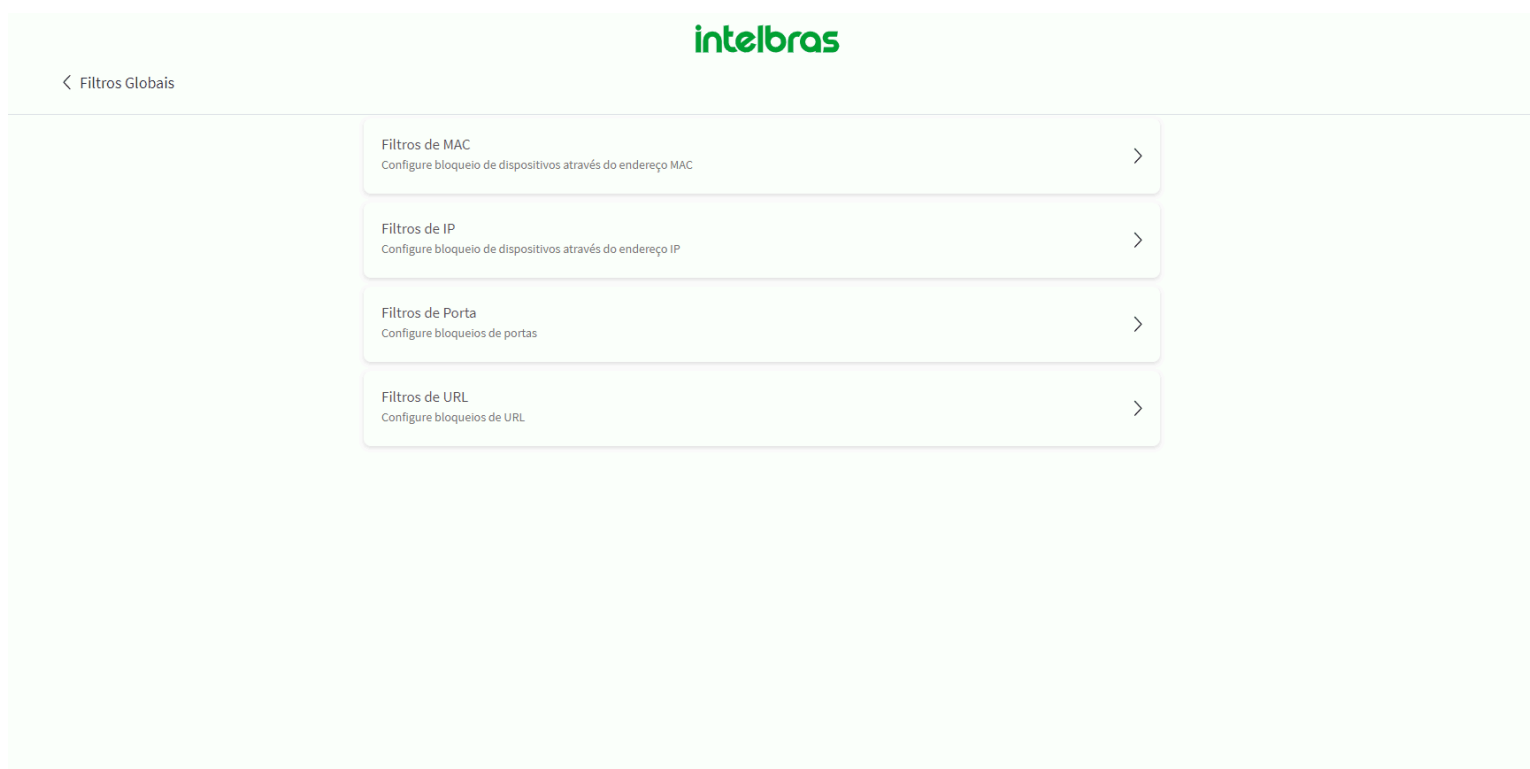 intelbras
Filtros Globais
Filtros de MAC
Configure bloqueio de dispositivos através do endereço MAC
Filtros de IP
Configure bloqueio de dispositivos através do endereço IP
Filtros de Porta
Configure bloqueios de portas
Filtros de URL
Configure bloqueios de URL